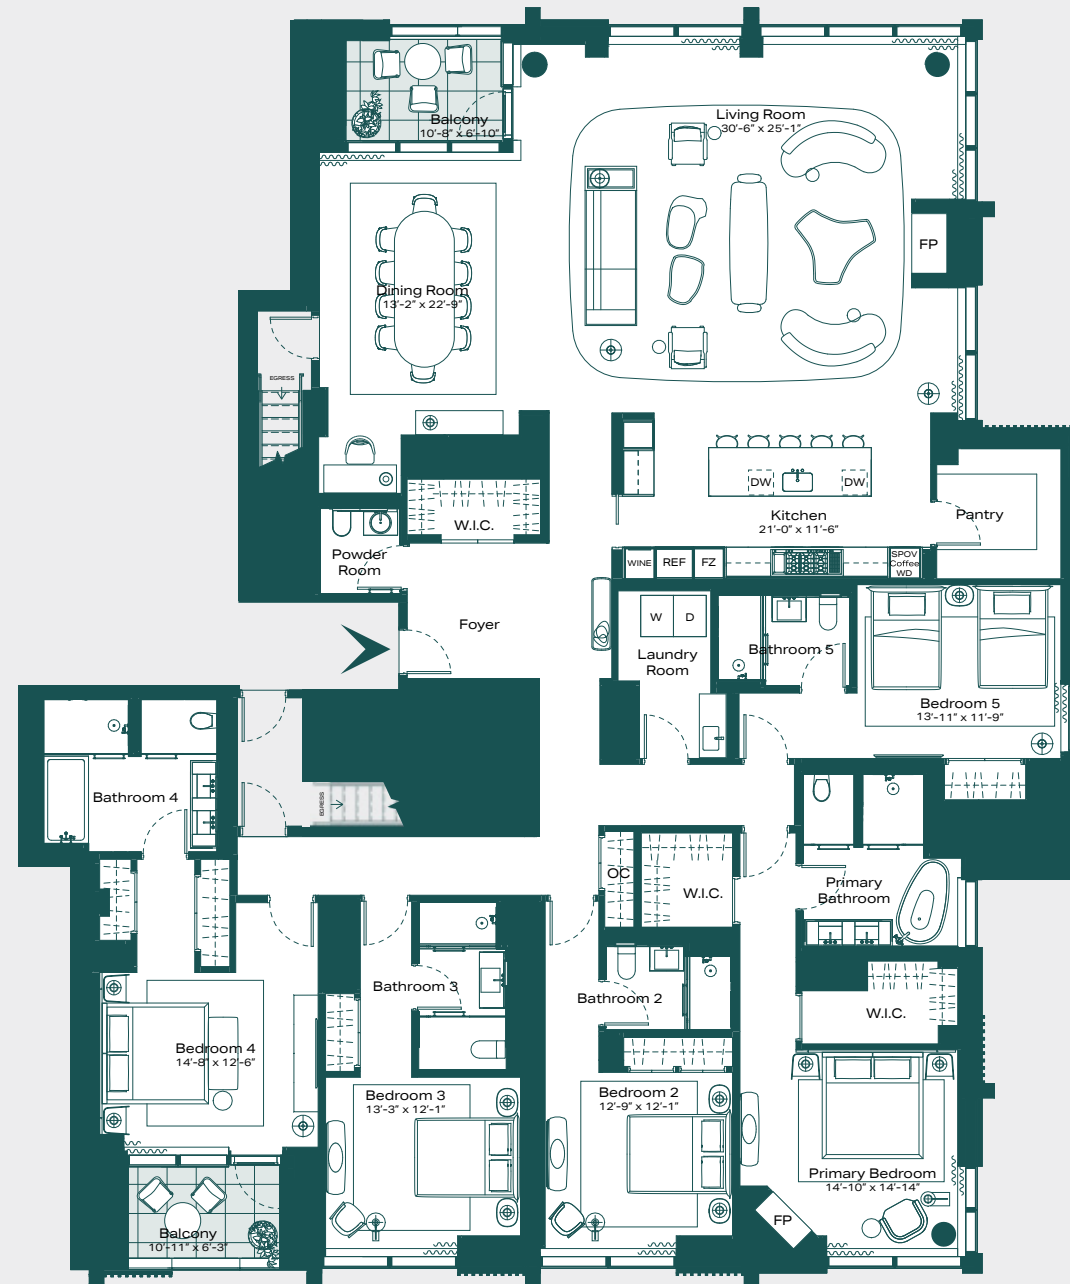 Balcony
10'-8" x 6'-10"
Living Room
30'-6" x 25'-1"
FP
Dining Room
13'-2" x 22'-9"
EGRESS
DW
DW
Kitchen
21'-0" x 11'-6"
Pantry
W.I.C.
Powder
Room
WINE
REF
FZ
SPOV
Coffee
WD
Foyer
W
D
Laundry
Room
Bathroom 5
Bedroom 5
13'-11" x 11'-9"
Bathroom 4
EGRESS
OC
W.I.C.
Primary
Bathroom
Bathroom 3
Bathroom 2
W.I.C.
Bedroom 4
14'-8" x 12'-6"
Bedroom 3
13'-3" x 12'-1"
Bedroom 2
12'-9" x 12'-1"
Primary Bedroom
14'-10" x 14'-14"
FP
Balcony
10'-11" x 6'-3"